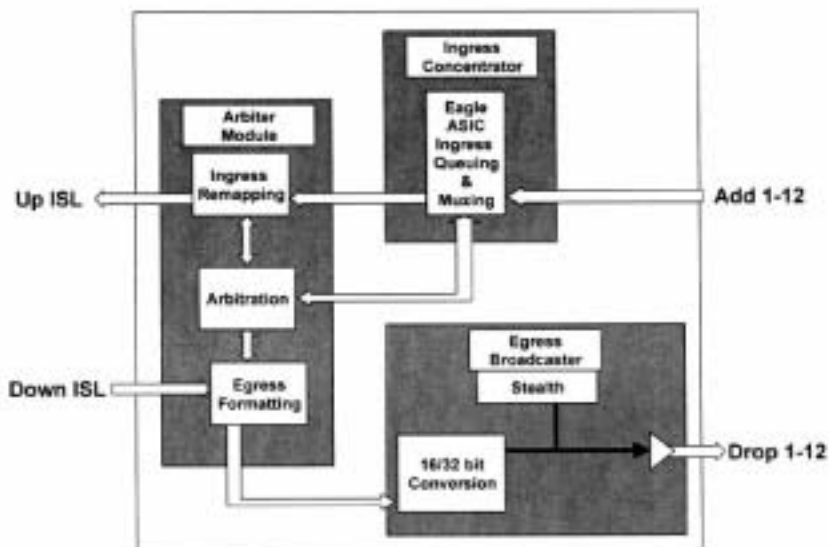 Ingress
Concentrator
Eagle
ASIC
Ingress
Queuing
&
Muxing
Arbiter
Module
Ingress
Remapping
Up ISL
Add 1-12
Arbitration
Egress
Broadcaster
Stealth
Down ISL
Egress
Formatting
16/32 bit
Conversion
Drop 1-12